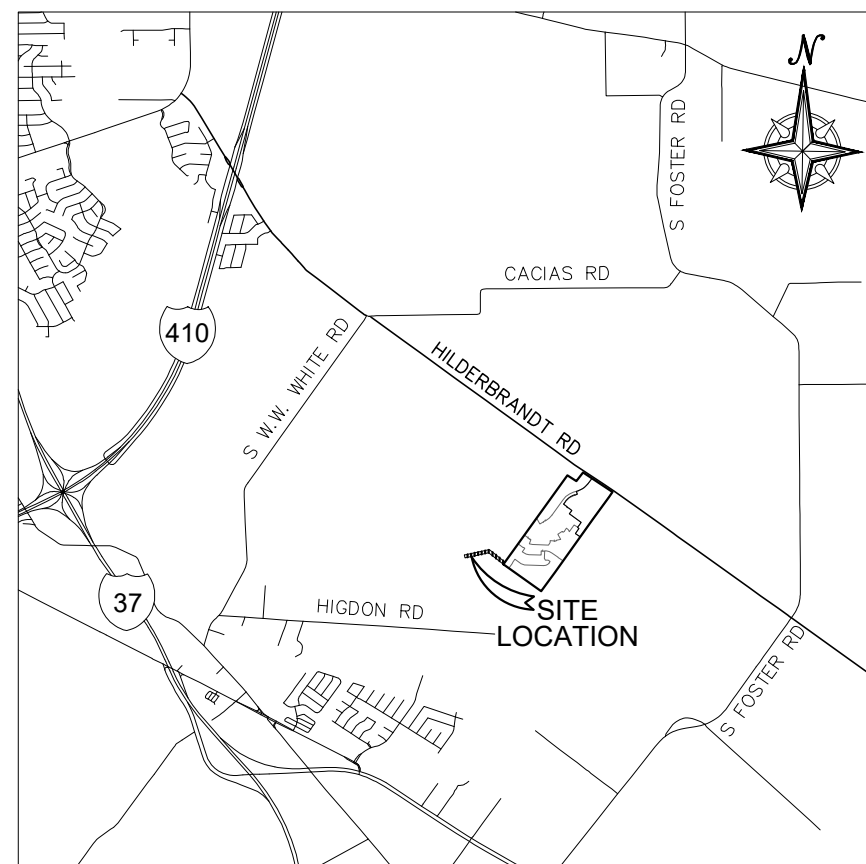 N
S FOSTER RD
CACIAS RD
410
S W.W. WHITE RD
HILDERBRANDT RD
37
HIGDON RD
SITE
LOCATION
S FOSTER RD